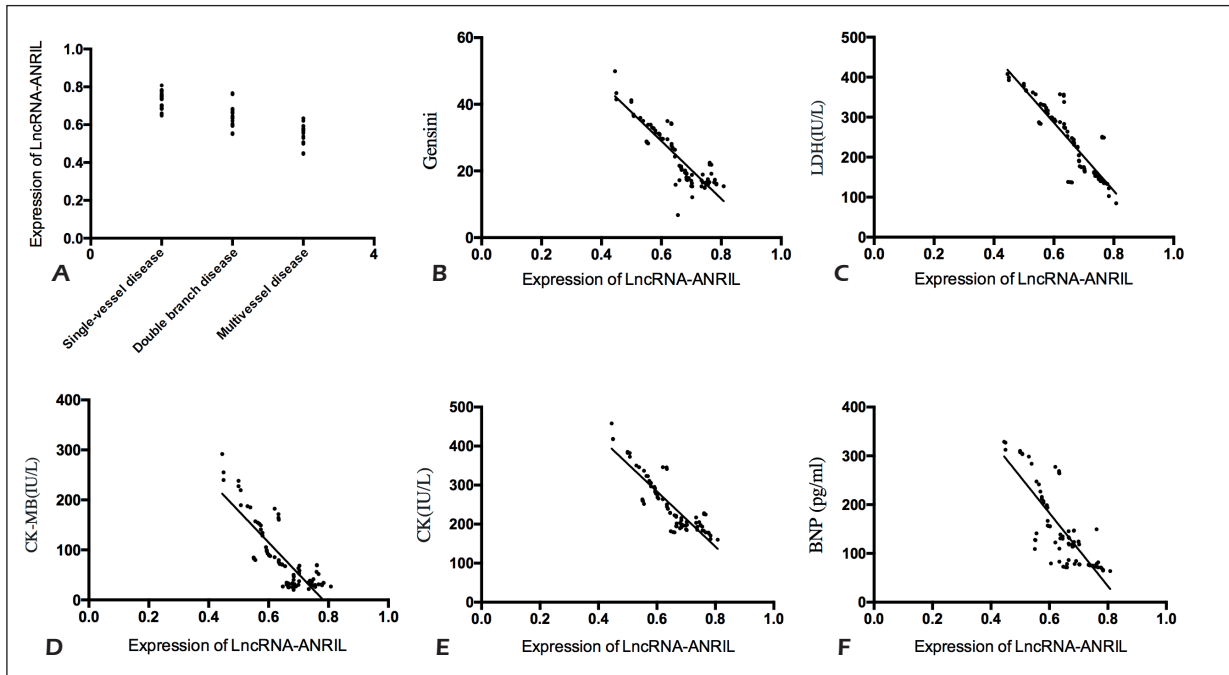 1.0
0.8
0.6
0.4
0.2
0.0
Expression of LncRNA-ANRIL
0
4
Single-vessel disease
Double branch disease
Multivessel disease
A
60
40
20
0
Gensini
0.0 0.2 0.4 0.6 0.8 1.0
B Expression of LncRNA-ANRIL
500
400
300
200
100
0
LDH(IU/L)
0.0 0.2 0.4 0.6 0.8 1.0
C Expression of LncRNA-ANRIL
400
300
200
100
0
CK-MB(IU/L)
0.0 0.2 0.4 0.6 0.8 1.0
D Expression of LncRNA-ANRIL
500
400
300
200
100
0
CK(IU/L)
0.0 0.2 0.4 0.6 0.8 1.0
E Expression of LncRNA-ANRIL
400
300
200
100
0
BNP (pg/ml)
0.0 0.2 0.4 0.6 0.8 1.0
F Expression of LncRNA-ANRIL